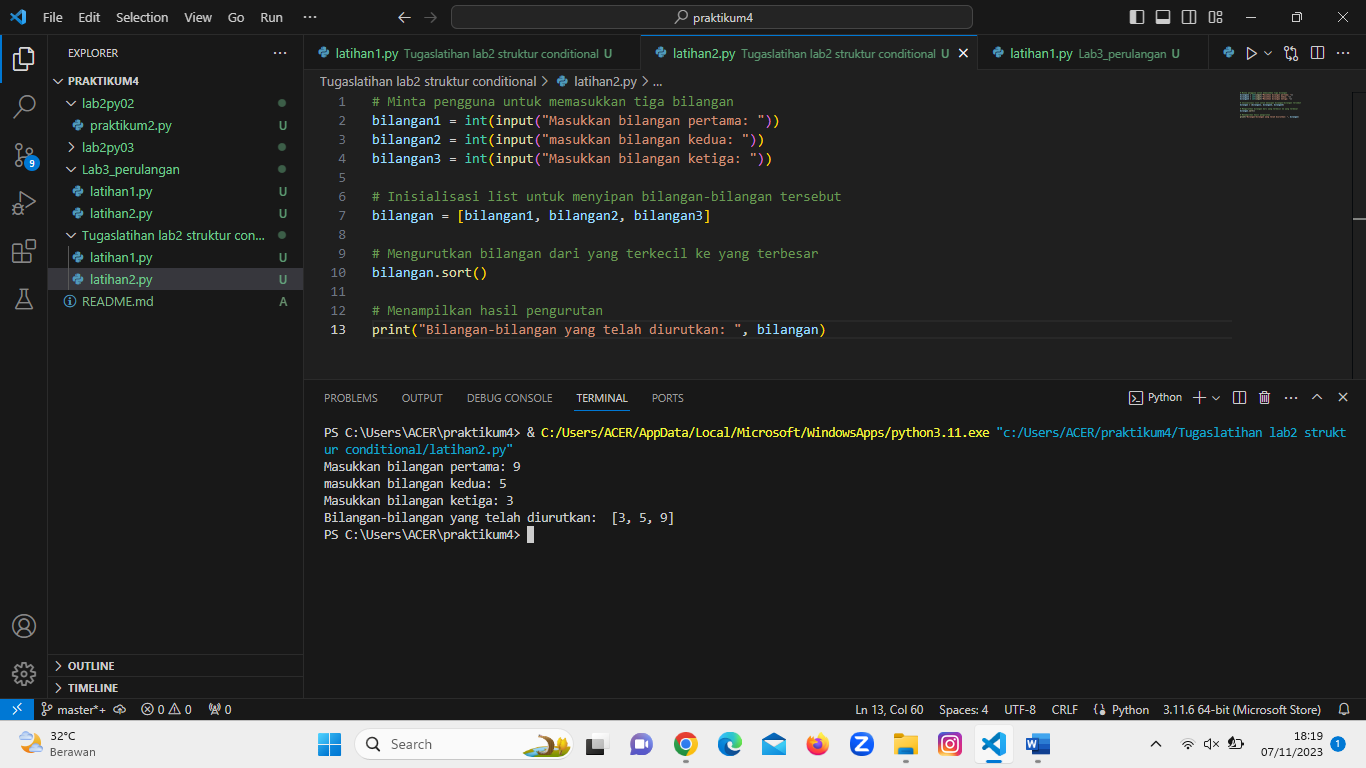 File Edit Selection View Go Run ··· praktikum4
EXPLORER ···
PRAKTIKUM4
lab2py02
praktikum2.py U
lab2py03
Lab3_perulangan
latihan1.py U
latihan2.py U
Tugaslatihan lab2 struktur con...
latihan1.py U
latihan2.py U
README.md A
OUTLINE
TIMELINE
9
latihan1.py Tugaslatihan lab2 struktur conditional U
latihan2.py Tugaslatihan lab2 struktur conditional U
latihan1.py Lab3_perulangan U
Tugaslatihan lab2 struktur conditional > latihan2.py > ...
1 # Minta pengguna untuk memasukkan tiga bilangan
2 bilangan1 = int(input("Masukkan bilangan pertama: "))
3 bilangan2 = int(input("masukkan bilangan kedua: "))
4 bilangan3 = int(input("Masukkan bilangan ketiga: "))
5
6 # Inisialisasi list untuk menyipan bilangan-bilangan tersebut
7 bilangan = [bilangan1, bilangan2, bilangan3]
8
9 # Mengurutkan bilangan dari yang terkecil ke yang terbesar
10 bilangan.sort()
11
12 # Menampilkan hasil pengurutan
13 print("Bilangan-bilangan yang telah diurutkan: ", bilangan)
PROBLEMS OUTPUT DEBUG CONSOLE TERMINAL PORTS Python
PS C:\Users\ACER\praktikum4> & C:/Users/ACER/AppData/Local/Microsoft/WindowsApps/python3.11.exe "c:/Users/ACER/praktikum4/Tugaslatihan lab2 strukt
ur conditional/latihan2.py"
Masukkan bilangan pertama: 9
masukkan bilangan kedua: 5
Masukkan bilangan ketiga: 3
Bilangan-bilangan yang telah diurutkan:  [3, 5, 9]
PS C:\Users\ACER\praktikum4>
master*+ 0 0 0 Ln 13, Col 60 Spaces: 4 UTF-8 CRLF Python 3.11.6 64-bit (Microsoft Store)
32°C
Berawan
Search
18:19
07/11/2023
1